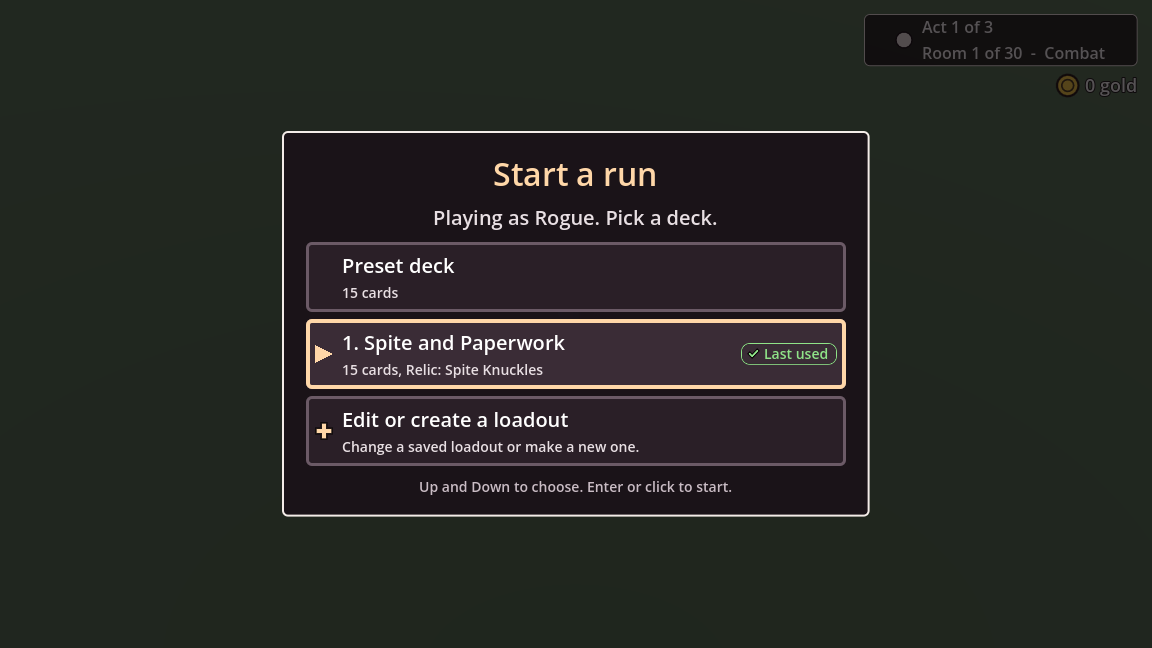 Act 1 of 3
Room 1 of 30 - Combat
0 gold
Start a run
Playing as Rogue. Pick a deck.
Preset deck
15 cards
1. Spite and Paperwork
15 cards, Relic: Spite Knuckles
Last used
Edit or create a loadout
Change a saved loadout or make a new one.
Up and Down to choose. Enter or click to start.